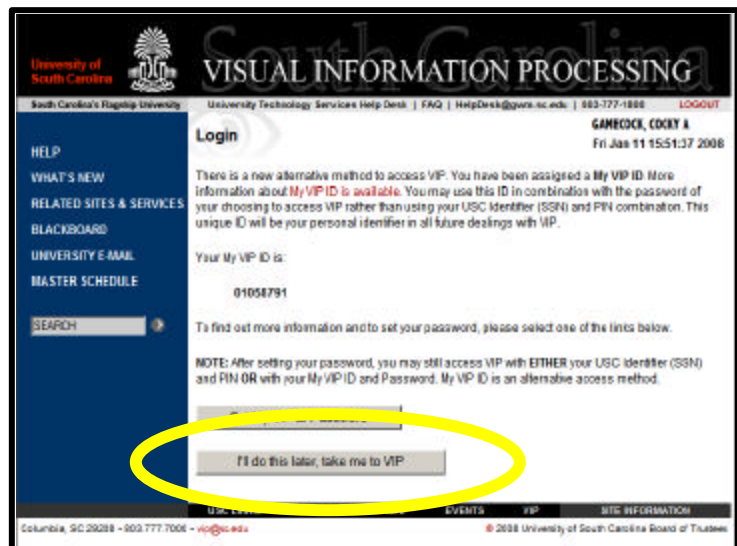 South Carolina
University of
South Carolina
VISUAL INFORMATION PROCESSING
South Carolina's Flagship University
University Technology Services Help Desk | FAQ | HelpDesk@gwm.sc.edu | 803-777-1800 LOGOUT
GAMECOCK, COCKY A
Login
Fri Jan 11 15:51:37 2008
HELP
WHAT'S NEW
RELATED SITES & SERVICES
BLACKBOARD
UNIVERSITY E-MAIL
MASTER SCHEDULE
SEARCH
There is a new alternative method to access VIP. You have been assigned a My VIP ID. More
information about My VIP ID is available. You may use this ID in combination with the password of
your choosing to access VIP rather than using your USC Identifier (SSN) and PIN combination. This
unique ID will be your personal identifier in all future dealings with VIP.
Your My VIP ID is:
01058791
To find out more information and to set your password, please select one of the links below.
NOTE: After setting your password, you may still access VIP with EITHER your USC Identifier (SSN)
and PIN OR with your My VIP ID and Password. My VIP ID is an alternative access method.
I'll do this later, take me to VIP
EVENTS VIP SITE INFORMATION
Columbia, SC 29208 - 803.777.7000 - vip@sc.edu
© 2008 University of South Carolina Board of Trustees